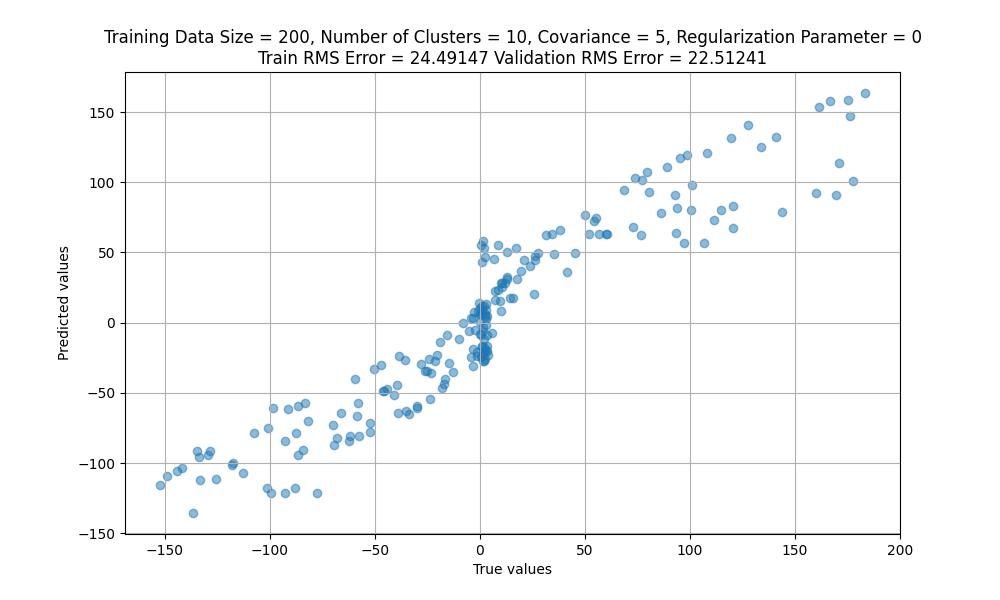 Training Data Size = 200, Number of Clusters = 10, Covariance = 5, Regularization Parameter = 0
Train RMS Error = 24.49147 Validation RMS Error = 22.51241
150
100
50
0
−50
−100
−150
Predicted values
−150 −100 −50 0 50 100 150 200
True values